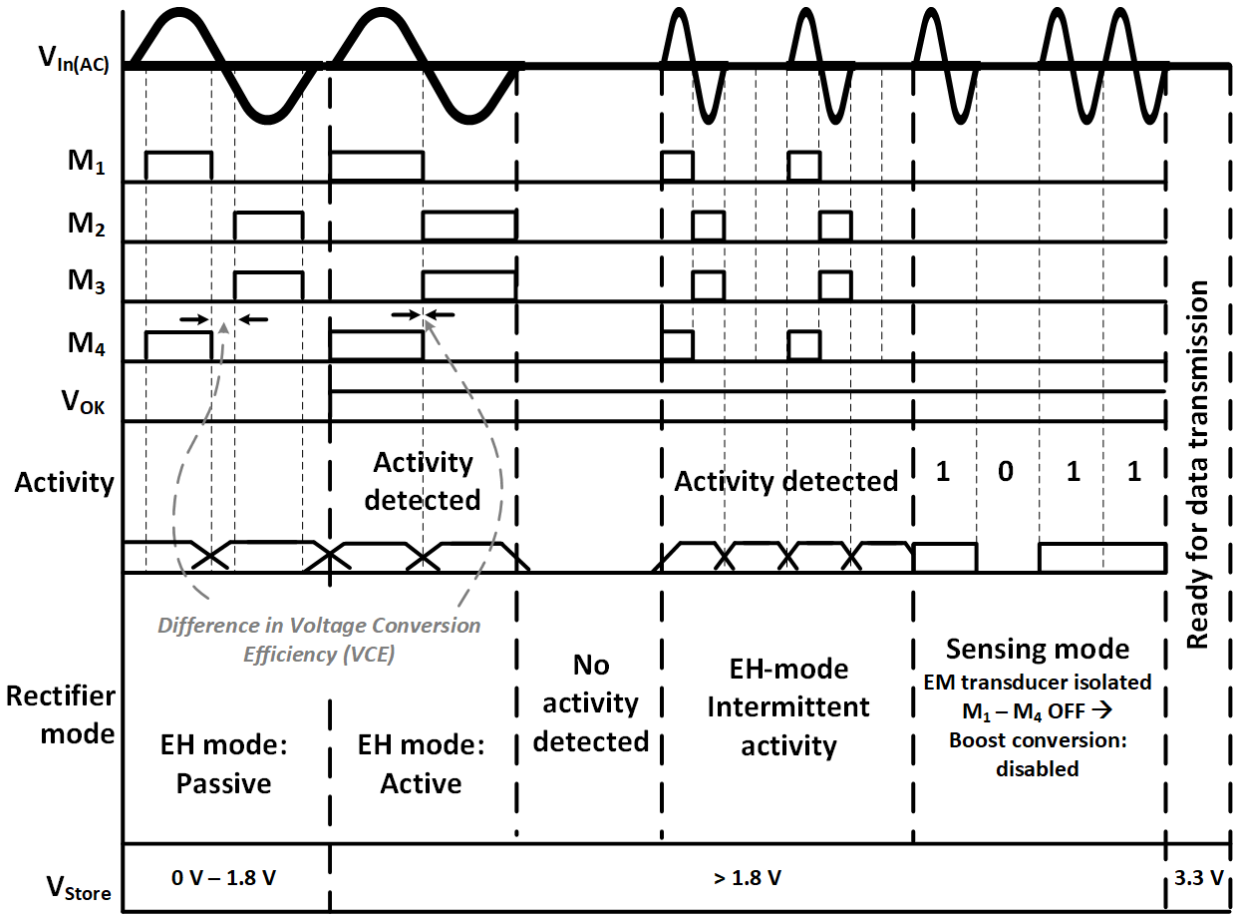 V_In(AC)
M₁
M₂
M₃
M₄
V_OK
Activity
Activity
detected
Activity detected
1 0 1 1
Ready for data transmission
Difference in Voltage Conversion
Efficiency (VCE)
Rectifier
mode
EH mode:
Passive
EH mode:
Active
No
activity
detected
EH-mode
Intermittent
activity
Sensing mode
EM transducer isolated
M₁ – M₄ OFF →
Boost conversion:
disabled
V_Store
0 V – 1.8 V
> 1.8 V
3.3 V